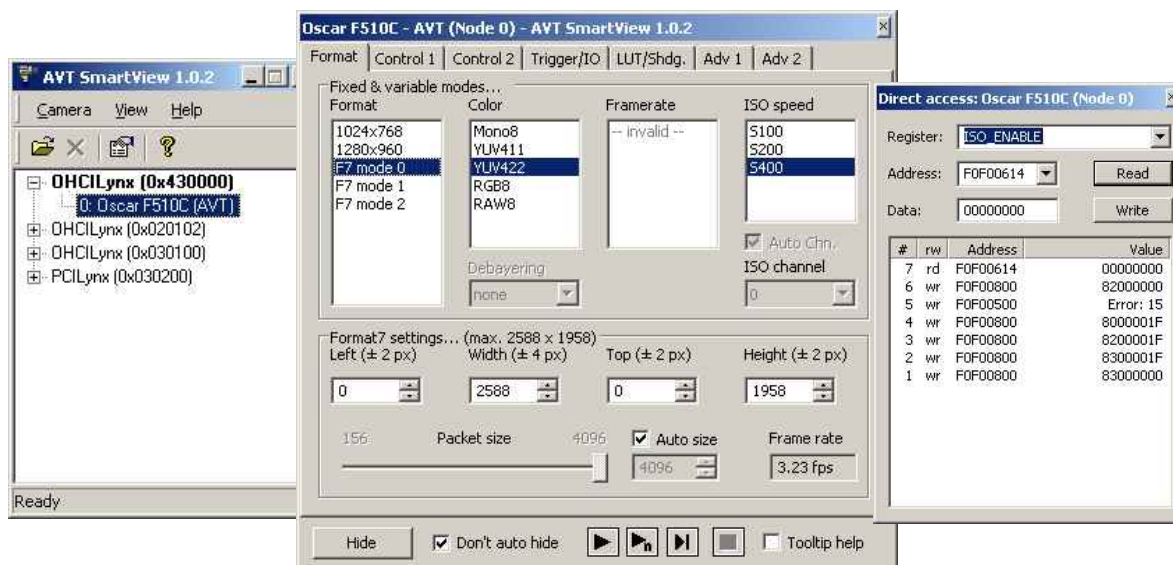 AVT SmartView 1.0.2
Camera View Help
OHCILynx (0x430000)
0: Oscar F510C (AVT)
OHCILynx (0x020102)
OHCILynx (0x030100)
PCILynx (0x030200)
Ready
Oscar F510C - AVT (Node 0) - AVT SmartView 1.0.2
Format Control 1 Control 2 Trigger/IO LUT/Shdg. Adv 1 Adv 2
Fixed & variable modes...
Format Color Framerate ISO speed
1024x768 Mono8 -- invalid -- S100
1280x960 YUV411 S200
F7 mode 0 YUV422 S400
F7 mode 1 RGB8
F7 mode 2 RAW8
Auto Chn.
Debayering ISO channel
none 0
Format7 settings... (max. 2588 x 1958)
Left (± 2 px) Width (± 4 px) Top (± 2 px) Height (± 2 px)
0 2588 0 1958
156 Packet size 4096 Auto size Frame rate
4096 3.23 fps
Hide Don't auto hide n Tooltip help
Direct access: Oscar F510C (Node 0)
Register: ISO_ENABLE
Address: F0F00614 Read
Data: 00000000 Write
# rw Address Value
7 rd F0F00614 00000000
6 wr F0F00800 82000000
5 wr F0F00500 Error: 15
4 wr F0F00800 8000001F
3 wr F0F00800 8200001F
2 wr F0F00800 8300001F
1 wr F0F00800 83000000